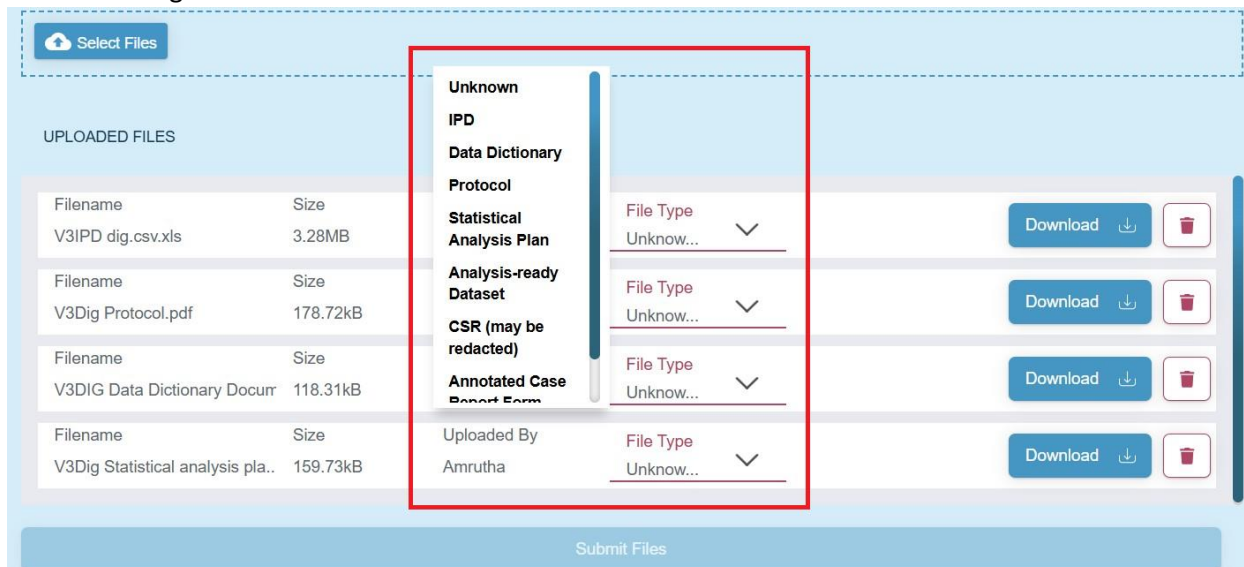 Select Files
Unknown
IPD
Data Dictionary
Protocol
Statistical
Analysis Plan
Analysis-ready
Dataset
CSR (may be
redacted)
Annotated Case
Report Form
UPLOADED FILES
Filename Size File Type
V3IPD dig.csv.xls 3.28MB Unknow... Download
Filename Size File Type
V3Dig Protocol.pdf 178.72kB Unknow... Download
Filename Size File Type
V3DIG Data Dictionary 118.31kB Unknow... Download
Filename Size Uploaded By File Type
V3Dig Statistical analysis pla.. 159.73kB Amrutha Unknow... Download
Submit Files